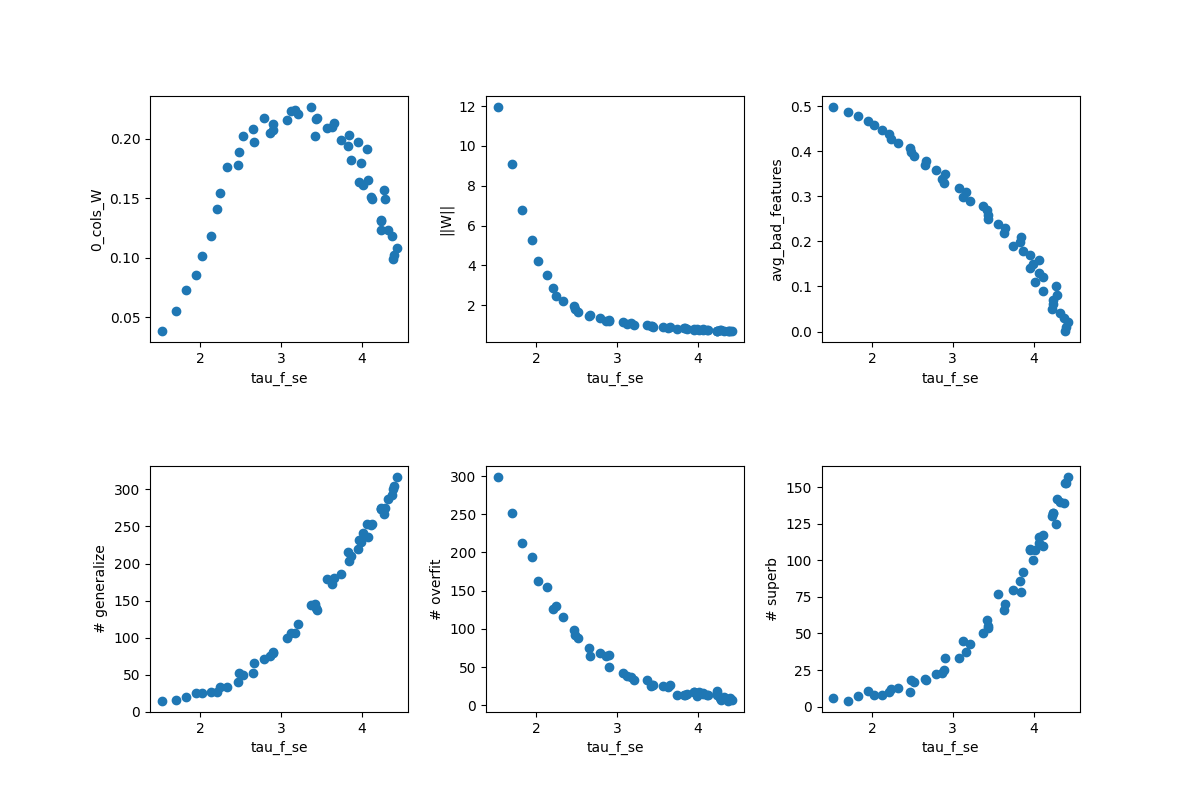 0_cols_W
0.20
0.15
0.10
0.05
2 3 4
tau_f_se
||W||
12
10
8
6
4
2
2 3 4
tau_f_se
avg_bad_features
0.5
0.4
0.3
0.2
0.1
0.0
2 3 4
tau_f_se
# generalize
300
250
200
150
100
50
0
2 3 4
tau_f_se
# overfit
300
250
200
150
100
50
0
2 3 4
tau_f_se
# superb
150
125
100
75
50
25
0
2 3 4
tau_f_se